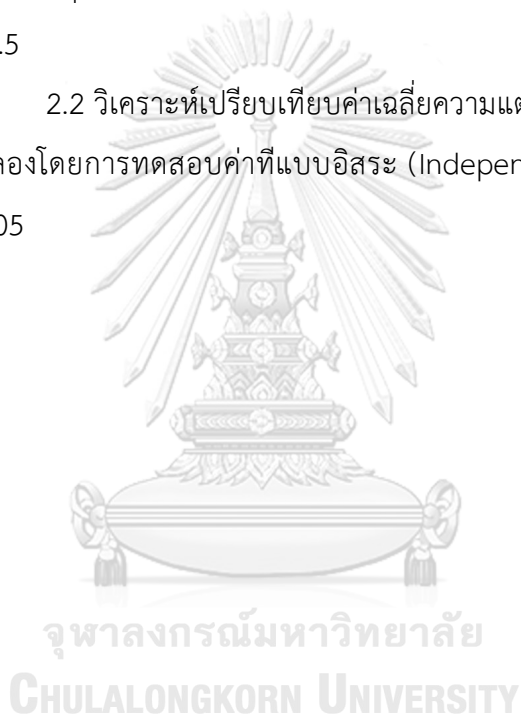 .5
2.2 วิเคราะห์เปรียบเทียบค่าเฉลี่ยความแต
ลองโดยการทดสอบค่าทีแบบอิสระ (Indepen
05
จุฬาลงกรณ์มหาวิทยาลัย
CHULALONGKORN UNIVERSITY